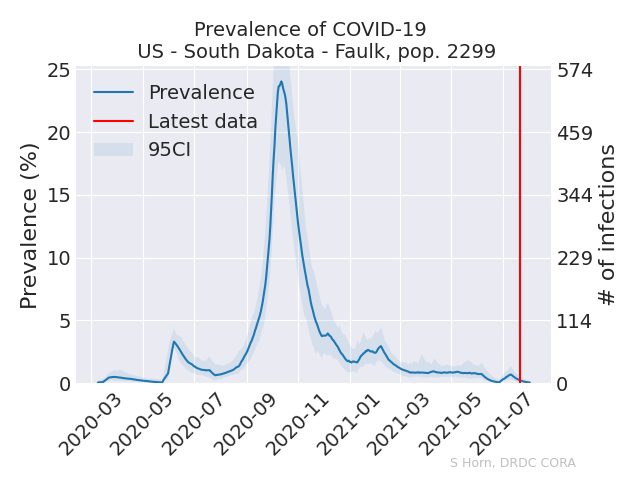 Prevalence of COVID-19
US - South Dakota - Faulk, pop. 2299
Prevalence
Latest data
95CI
Prevalence (%)
25
20
15
10
5
0
574
459
344
229
114
0
# of infections
2020-03
2020-05
2020-07
2020-09
2020-11
2021-01
2021-03
2021-05
2021-07
S Horn, DRDC CORA